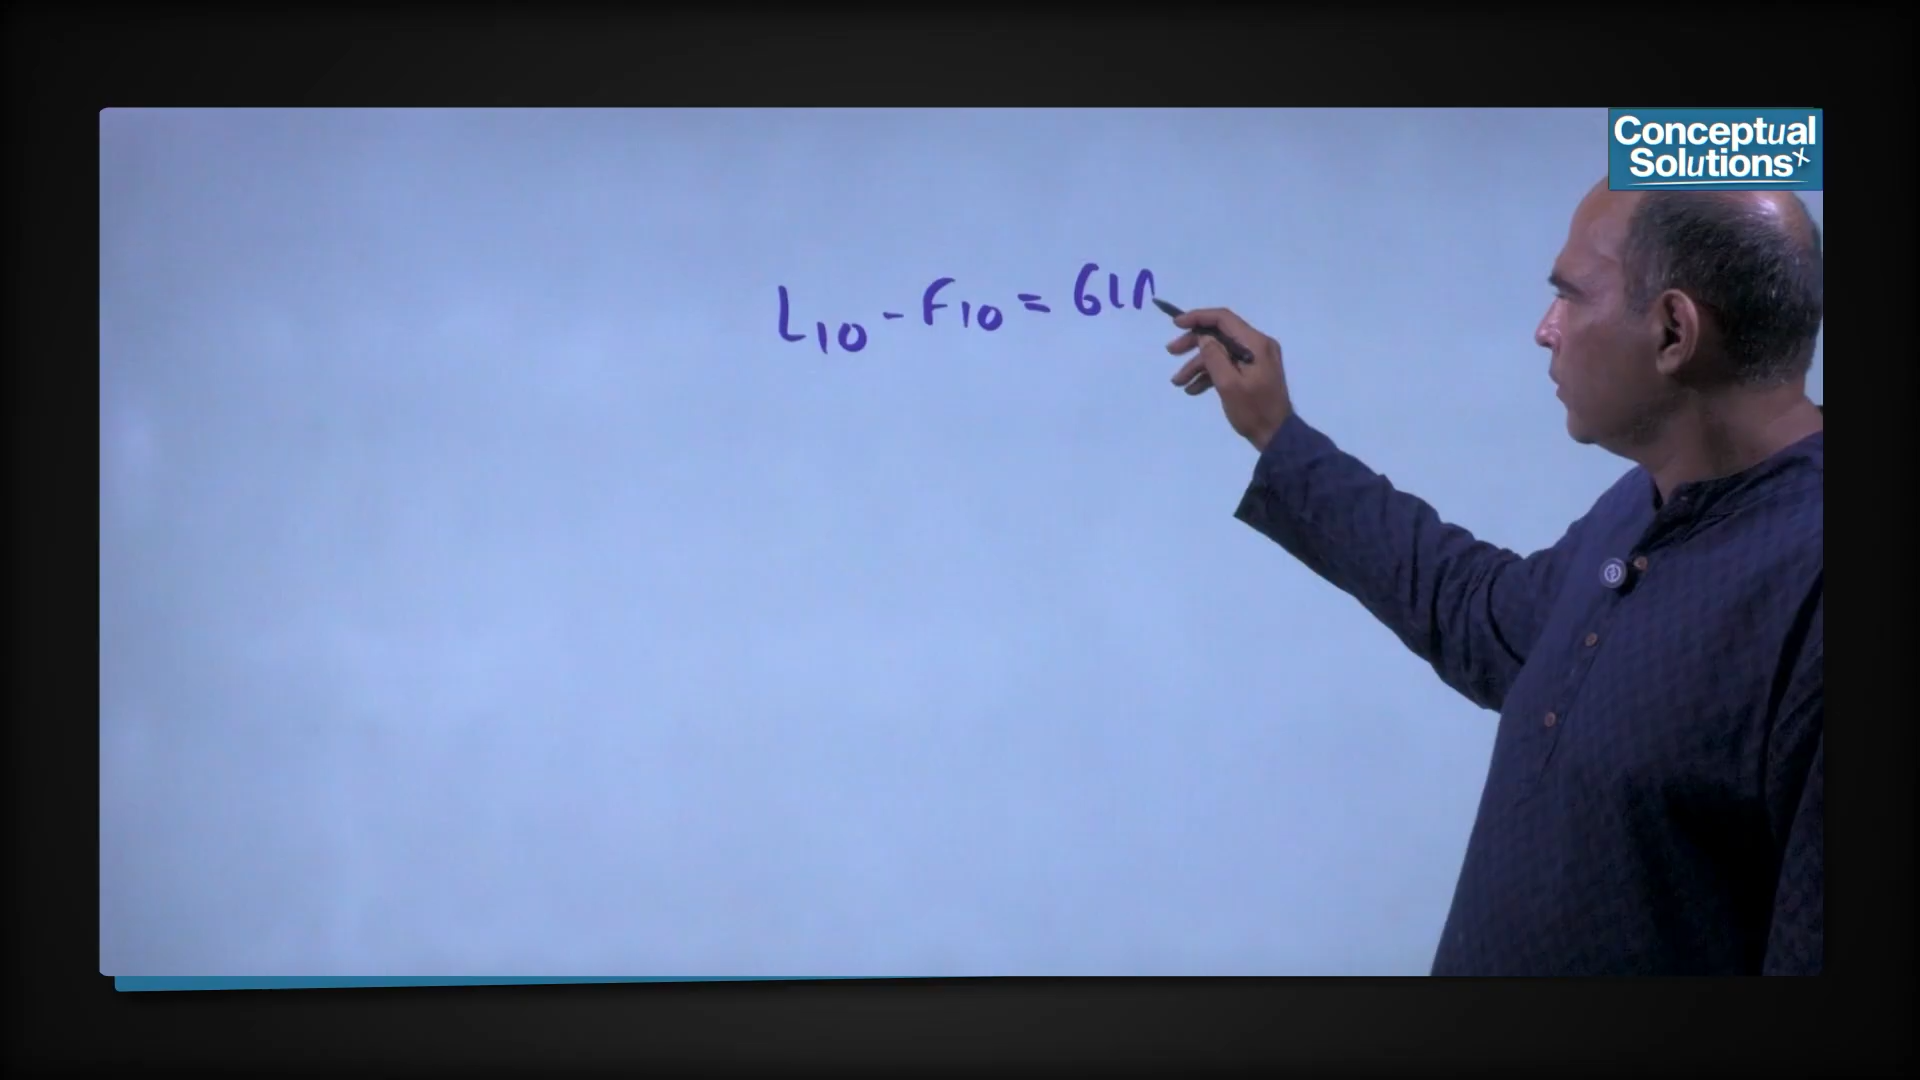 Conceptual
Solutions x
L10 - F10 = 61